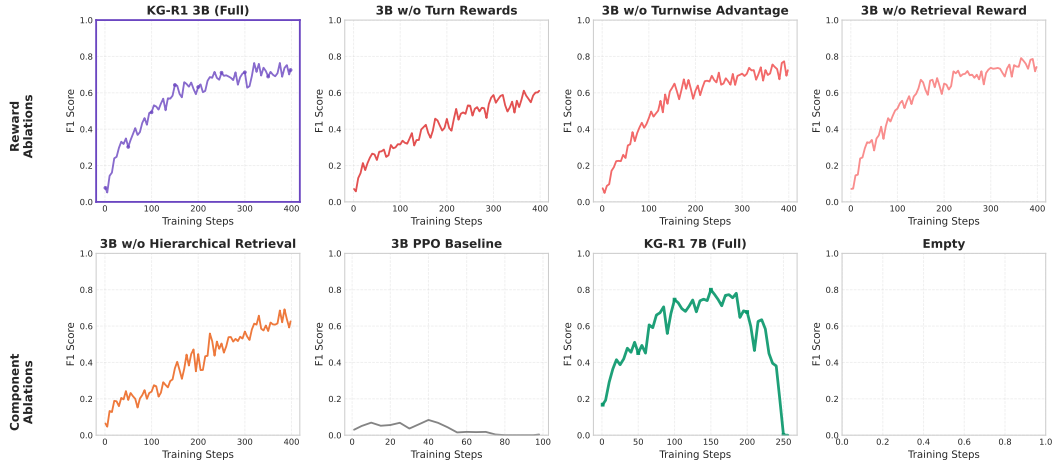 KG-R1 3B (Full)
3B w/o Turn Rewards
3B w/o Turnwise Advantage
3B w/o Retrieval Reward
Reward
Ablations
F1 Score
1.0
0.8
0.6
0.4
0.2
0.0
0 100 200 300 400
Training Steps
F1 Score
1.0
0.8
0.6
0.4
0.2
0.0
0 100 200 300 400
Training Steps
F1 Score
1.0
0.8
0.6
0.4
0.2
0.0
0 100 200 300 400
Training Steps
F1 Score
1.0
0.8
0.6
0.4
0.2
0.0
0 100 200 300 400
Training Steps
3B w/o Hierarchical Retrieval
3B PPO Baseline
KG-R1 7B (Full)
Empty
Component
Ablations
F1 Score
1.0
0.8
0.6
0.4
0.2
0.0
0 100 200 300 400
Training Steps
F1 Score
1.0
0.8
0.6
0.4
0.2
0.0
0 20 40 60 80 100
Training Steps
F1 Score
1.0
0.8
0.6
0.4
0.2
0.0
0 50 100 150 200 250
Training Steps
F1 Score
1.0
0.8
0.6
0.4
0.2
0.0
0.0 0.2 0.4 0.6 0.8 1.0
Training Steps